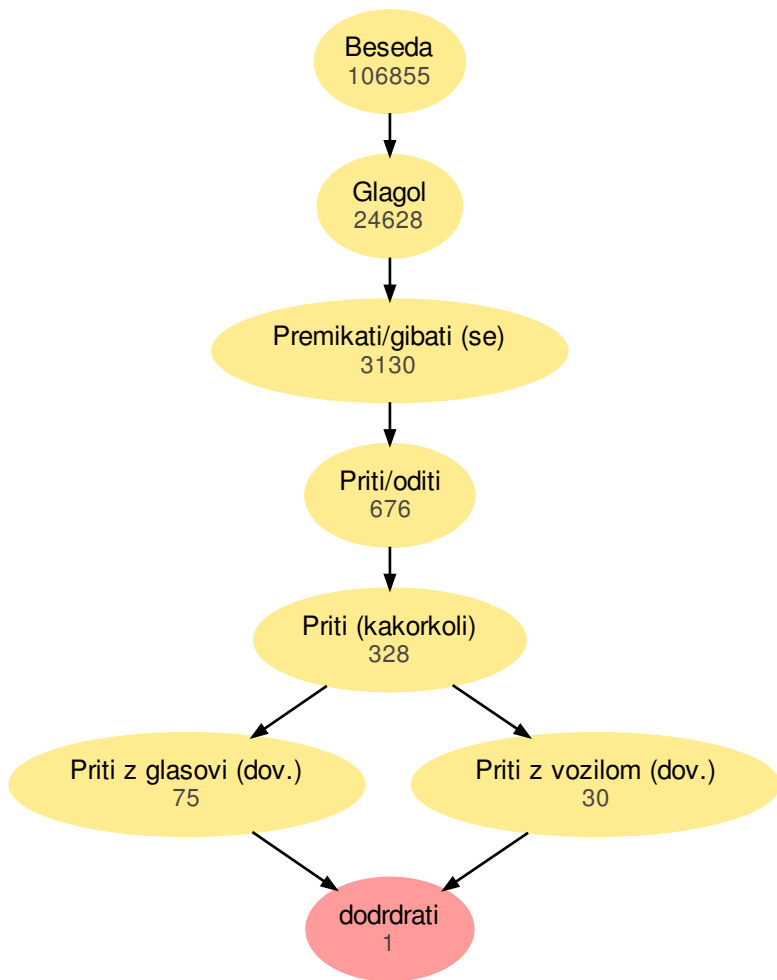 Beseda
106855
Glagol
24628
Premikati/gibati (se)
3130
Priti/oditi
676
Priti (kakorkoli)
328
Priti z glasovi (dov.)
75
Priti z vozilom (dov.)
30
dodrdrati
1